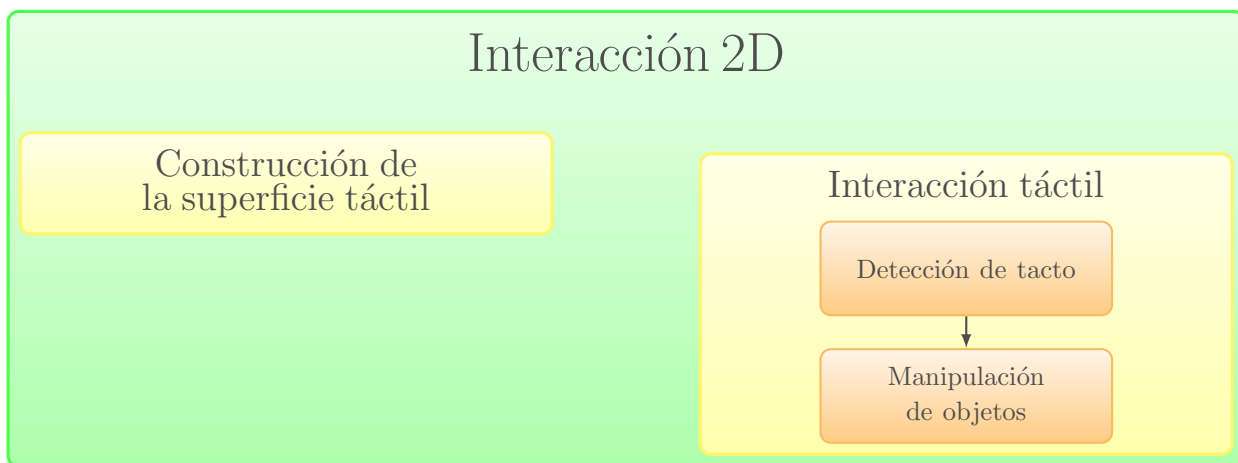 Interacción 2D
Construcción de
la superficie táctil
Interacción táctil
Detección de tacto
Manipulación
de objetos